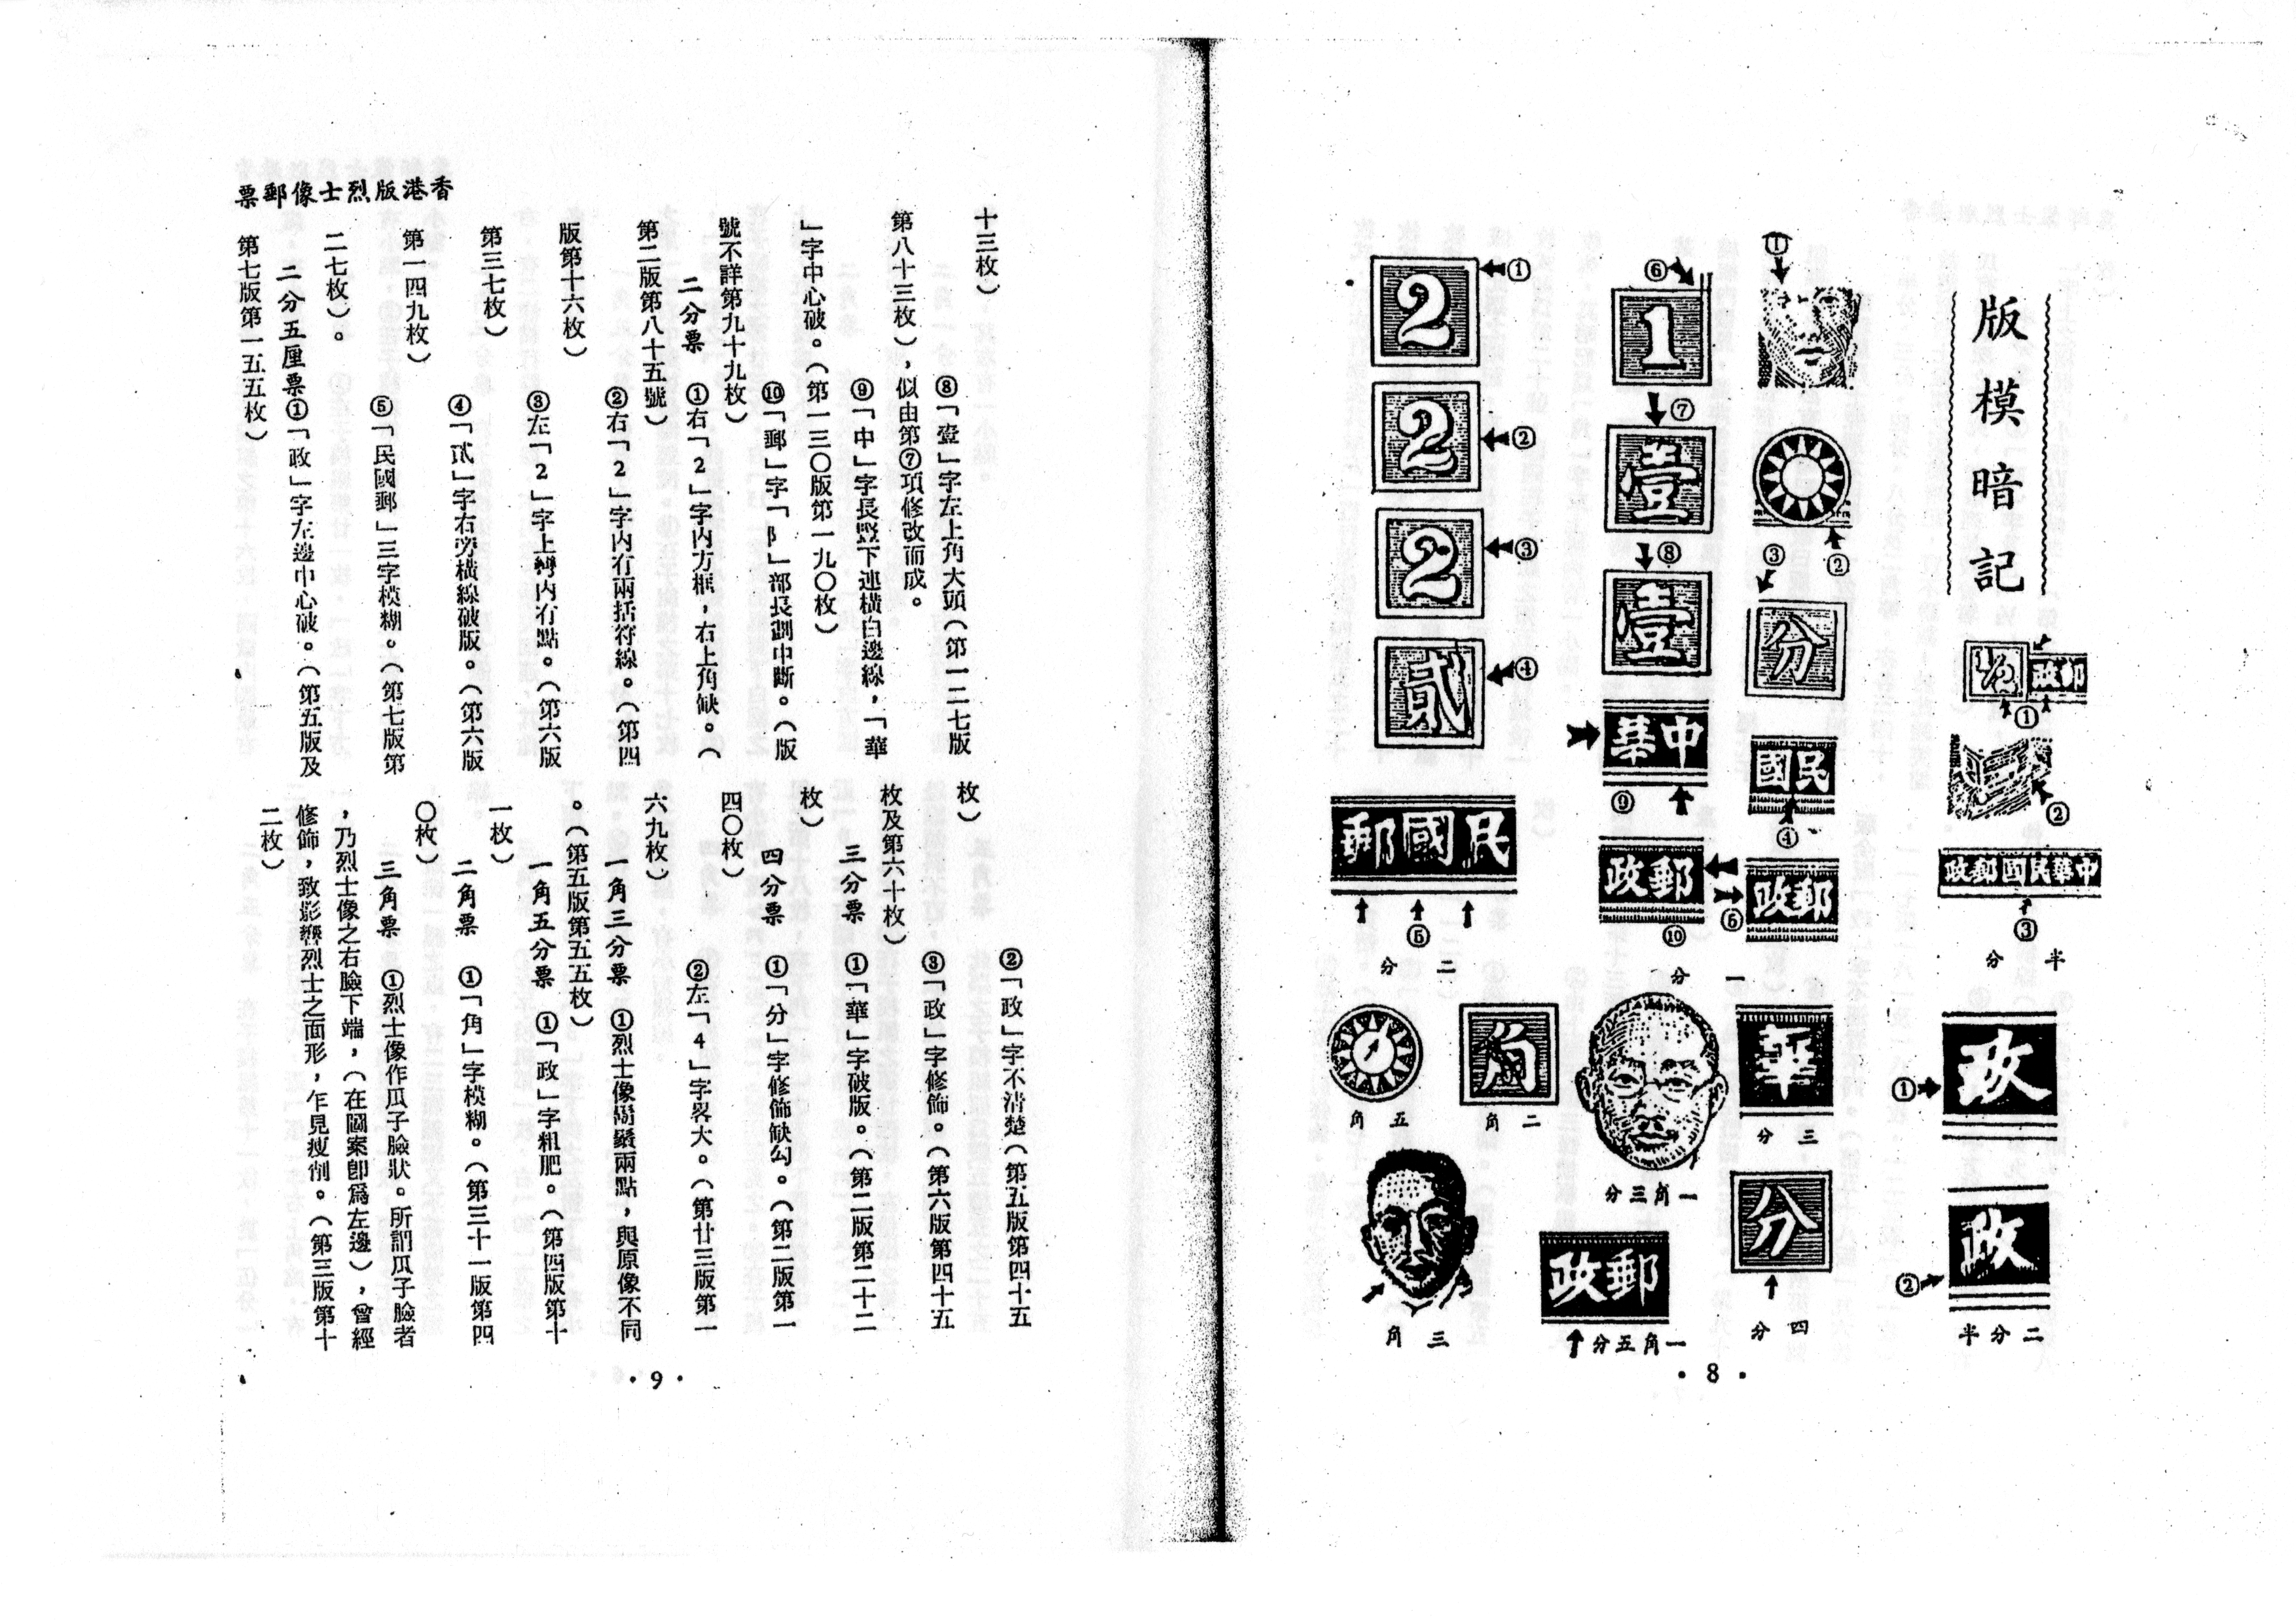 版模暗記
½
郵政
①
②
中華民國郵政
③
半分
①
政
②
政
二分半
①
②
③
分
民國
④
郵政
⑤
⑥
1
⑦
壹
⑧
壹
中華
⑨
郵政
⑩
一分
2
①
2
②
2
③
貳
④
民國郵
⑤
二分
華
三分
分
四分
一角三分
郵政
一角五分
角
二角
五角
三角
・8・
香港版烈士像郵票
十三枚)
⑧「壹」字左上角大頭(第一二七版
第八十三枚),似由第⑦項修改而成。
⑨「中」字長豎下連橫白邊線,「華
」字中心破。(第一三〇版第一九〇枚)
⑩「郵」字「阝」部長劃中斷。(版
號不詳第九十九枚)
二分票 ①右「2」字內方框,右上角缺。(
第二版第八十五號)
②右「2」字內有兩括符線。(第四
版第十六枚)
③左「2」字上彎內有點。(第六版
第三七枚)
④「貳」字右旁橫線破版。(第六版
第一四九枚)
⑤「民國郵」三字模糊。(第七版第
二七枚)。
二分五厘票①「政」字左邊中心破。(第五版及
第七版第一五五枚)
②「政」字不清楚(第五版第四十五
枚)
③「政」字修飾。(第六版第四十五
枚及第六十枚)
三分票 ①「華」字破版。(第二版第二十二
枚)
四分票 ①「分」字修飾缺勾。(第二版第一
四〇枚)
②左「4」字畧大。(第廿三版第一
六九枚)
一角三分票 ①烈士像鬚兩點,與原像不同
。(第五版第五五枚)
一角五分票 ①「政」字粗肥。(第四版第十
一枚)
二角票 ①「角」字模糊。(第三十一版第四
〇枚)
三角票 ①烈士像作瓜子臉狀。所謂瓜子臉者
,乃烈士像之右臉下端,(在圖案卽爲左邊),曾經
修飾,致影響烈士之面形,乍見瘦削。(第三版第十
二枚)
・9・